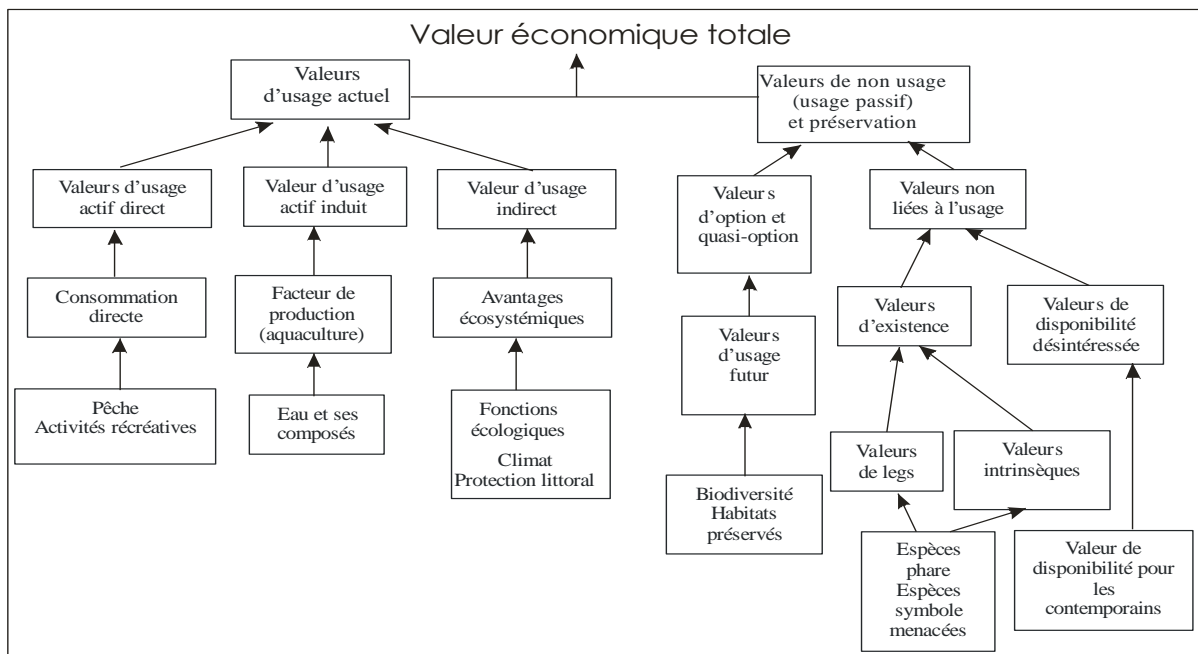 Valeur économique totale
Valeurs
d'usage actuel
Valeurs de non usage
(usage passif)
et préservation
Valeurs d'usage
actif direct
Valeur d'usage
actif induit
Valeur d'usage
indirect
Valeurs
d'option et
quasi-option
Valeurs non
liées à l'usage
Consommation
directe
Facteur de
production
(aquaculture)
Avantages
écosystémiques
Valeurs
d'usage
futur
Valeurs
d'existence
Valeurs de
disponibilité
désintéressée
Pêche
Activités récréatives
Eau et ses
composés
Fonctions
écologiques
Climat
Protection littoral
Biodiversité
Habitats
préservés
Valeurs
de legs
Valeurs
intrinsèques
Espèces
phare
Espèces
symbole
menacées
Valeur de
disponibilité pour
les
contemporains